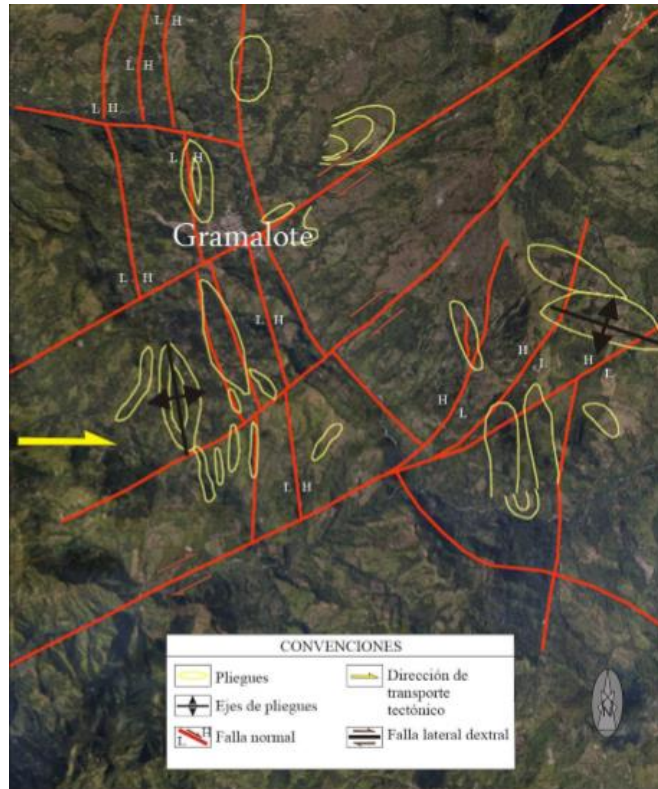 L H
L H
L H
L H
Gramalote
L H
L H
H
L
H
L
H
L
L H
CONVENCIONES
Pliegues
Dirección de
transporte
tectónico
Ejes de pliegues
H
L
Falla normal
Falla lateral dextral